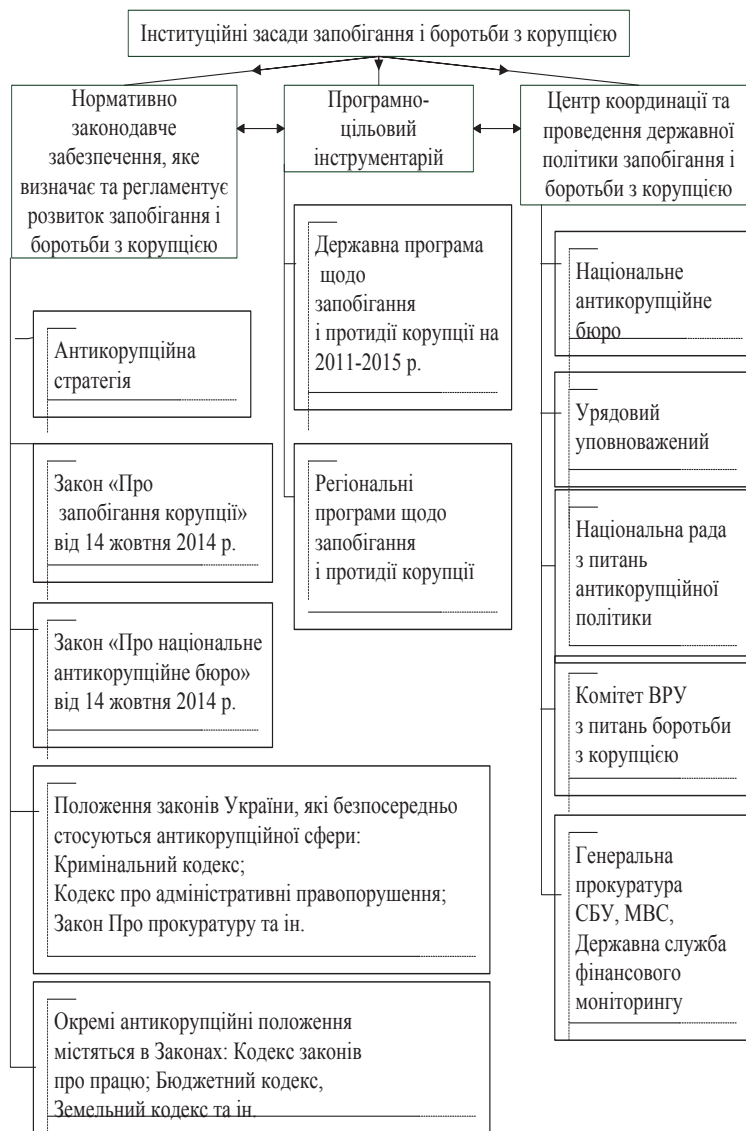 Інституційні засади запобігання і боротьби з корупцією
Нормативно
законодавче
забезпечення, яке
визначає та регламентує
розвиток запобігання і
боротьби з корупцією
Програмно-
цільовий
інструментарій
Центр координації та
проведення державної
політики запобігання і
боротьби з корупцією
Антикорупційна
стратегія
Закон «Про
запобігання корупції»
від 14 жовтня 2014 р.
Закон «Про національне
антикорупційне бюро»
від 14 жовтня 2014 р.
Положення законів України, які безпосередньо
стосуються антикорупційної сфери:
Кримінальний кодекс;
Кодекс про адміністративні правопорушення;
Закон Про прокуратуру та ін.
Окремі антикорупційні положення
містяться в Законах: Кодекс законів
про працю; Бюджетний кодекс,
Земельний кодекс та ін.
Державна програма
щодо
запобігання
і протидії корупції на
2011-2015 р.
Регіональні
програми щодо
запобігання
і протидії корупції
Національне
антикорупційне
бюро
Урядовий
уповноважений
Національна рада
з питань
антикорупційної
політики
Комітет ВРУ
з питань боротьби
з корупцією
Генеральна
прокуратура
СБУ, МВС,
Державна служба
фінансового
моніторингу